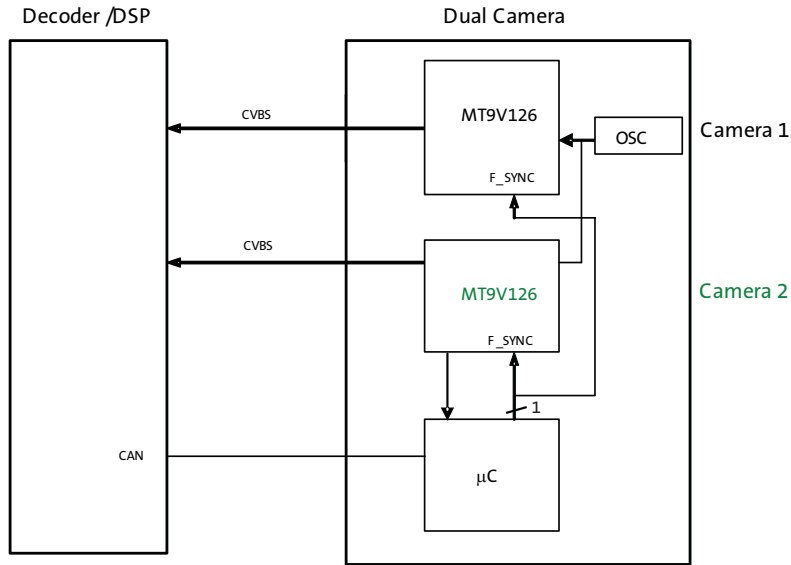 Decoder /DSP
Dual Camera
MT9V126
CVBS
OSC
Camera 1
F_SYNC
CVBS
MT9V126
Camera 2
F_SYNC
1
CAN
μC